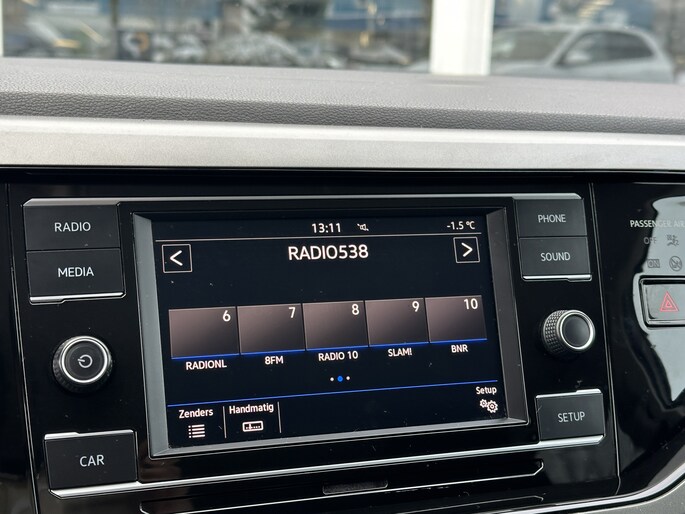 RADIO
MEDIA
CAR
13:11
-1.5 °C
<
RADIO538
>
6
7
8
9
10
RADIONL
8FM
RADIO 10
SLAM!
BNR
Zenders
Handmatig
Setup
PHONE
SOUND
SETUP
PASSENGER AIR
OFF